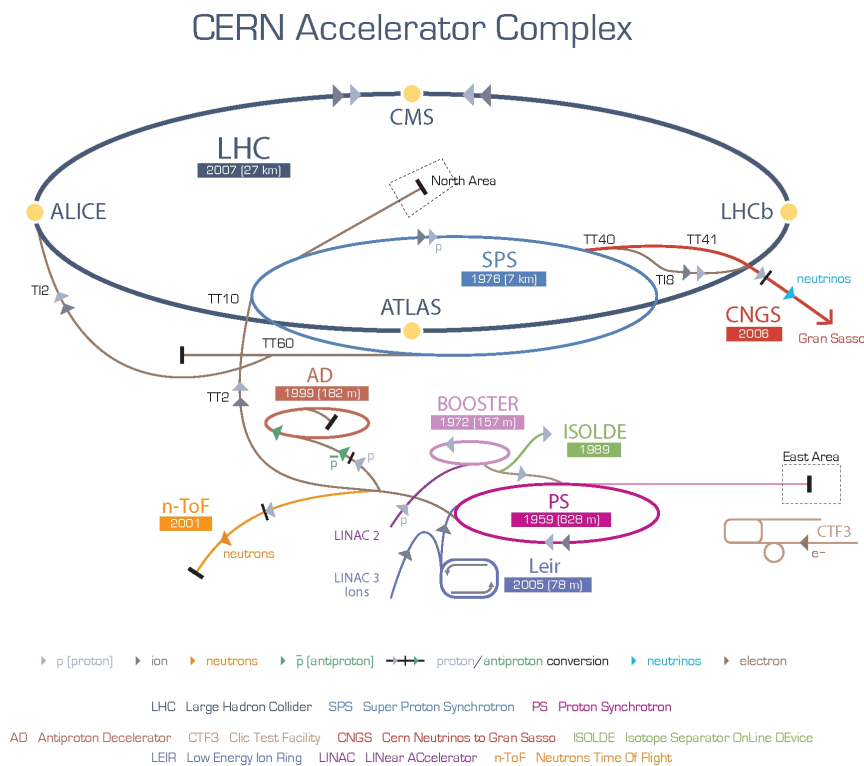 CERN Accelerator Complex
CMS
LHC
2007 (27 km)
North Area
ALICE
LHCb
TT40
TT41
SPS
1976 (7 km)
p
TI8
TI2
TT10
ATLAS
neutrinos
CNGS
2006
Gran Sasso
TT60
AD
1999 (182 m)
TT2
BOOSTER
1972 (157 m)
ISOLDE
1989
p̅
p
East Area
n-ToF
2001
LINAC 2
p
PS
1959 (628 m)
neutrons
CTF3
e-
LINAC 3
Ions
Leir
2005 (78 m)
p (proton) ion neutrons p̅ (antiproton) proton/antiproton conversion neutrinos electron
LHC Large Hadron Collider SPS Super Proton Synchrotron PS Proton Synchrotron
AD Antiproton Decelerator CTF3 Clic Test Facility CNGS Cern Neutrinos to Gran Sasso ISOLDE Isotope Separator OnLine DEvice
LEIR Low Energy Ion Ring LINAC LINear ACcelerator n-ToF Neutrons Time Of Flight